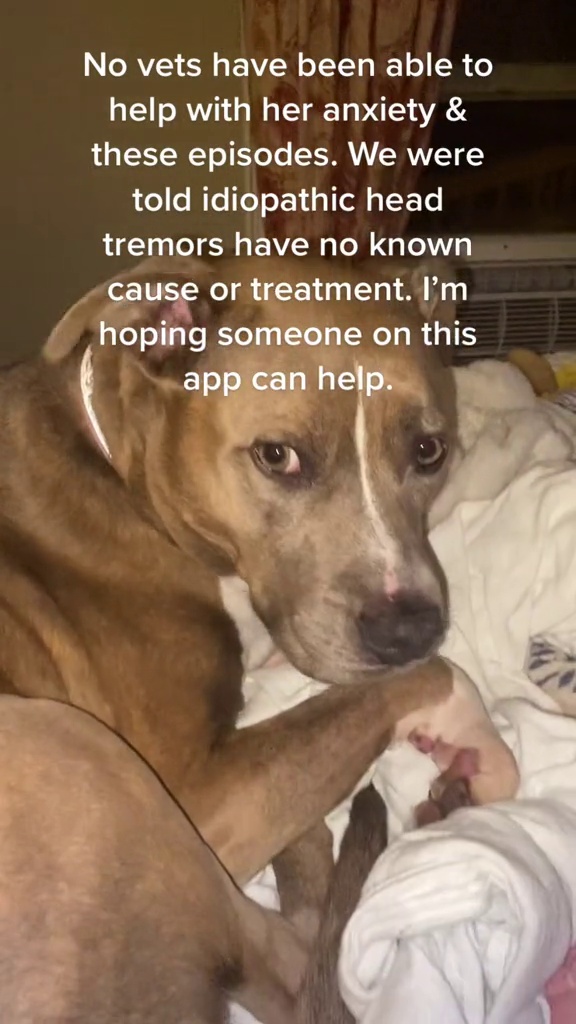 No vets have been able to
help with her anxiety &
these episodes. We were
told idiopathic head
tremors have no known
cause or treatment. I’m
hoping someone on this
app can help.